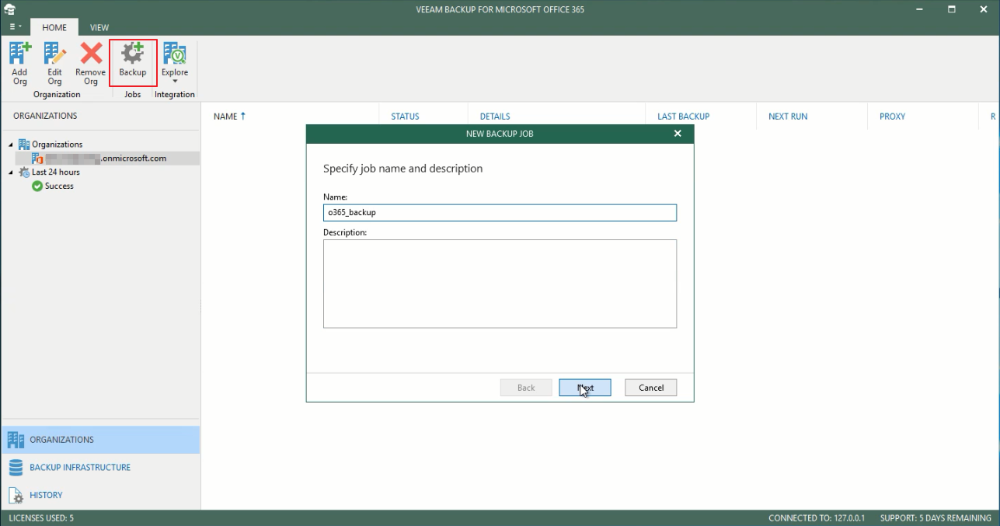 VEEAM BACKUP FOR MICROSOFT OFFICE 365
HOME VIEW
Add Org
Edit Org
Remove Org
Backup
Explore
Organization Jobs Integration
ORGANIZATIONS
Organizations
.onmicrosoft.com
Last 24 hours
Success
NAME ↑ STATUS DETAILS LAST BACKUP NEXT RUN PROXY R
NEW BACKUP JOB
Specify job name and description
Name:
o365_backup
Description:
Back Next Cancel
ORGANIZATIONS
BACKUP INFRASTRUCTURE
HISTORY
LICENSES USED: 5 CONNECTED TO: 127.0.0.1 SUPPORT: 5 DAYS REMAINING